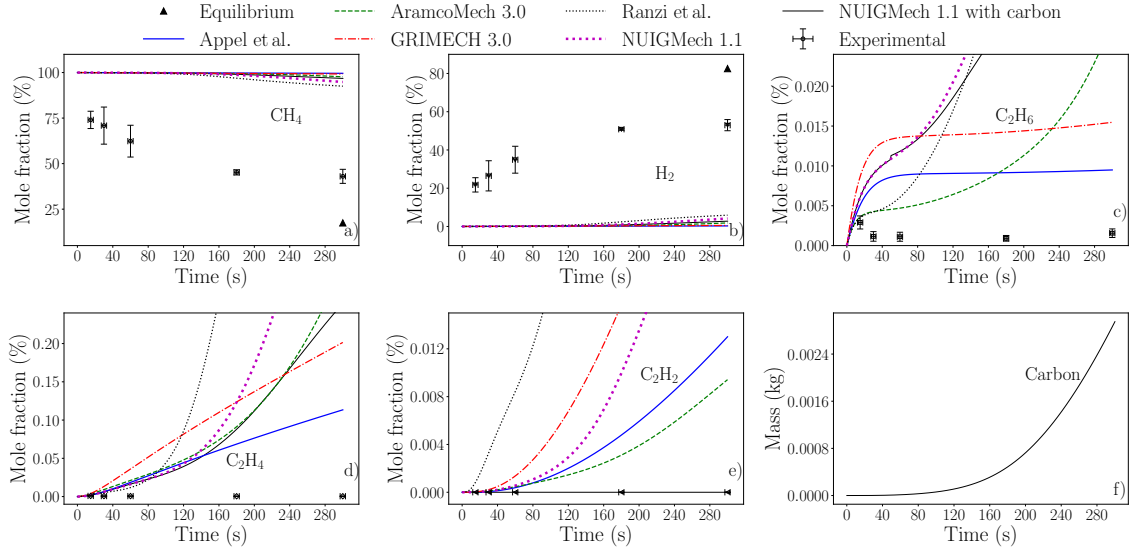 Equilibrium AramcoMech 3.0 Ranzi et al. NUIGMech 1.1 with carbon
Appel et al. GRIMECH 3.0 NUIGMech 1.1 Experimental
Mole fraction (%)
100
75
50
25
CH4
a)
0 40 80 120 160 200 240 280
Time (s)
Mole fraction (%)
80
60
40
20
0
H2
b)
0 40 80 120 160 200 240 280
Time (s)
Mole fraction (%)
0.020
0.015
0.010
0.005
0.000
C2H6
c)
0 40 80 120 160 200 240 280
Time (s)
Mole fraction (%)
0.20
0.15
0.10
0.05
0.00
C2H4
d)
0 40 80 120 160 200 240 280
Time (s)
Mole fraction (%)
0.012
0.008
0.004
0.000
C2H2
e)
0 40 80 120 160 200 240 280
Time (s)
Mass (kg)
0.0024
0.0016
0.0008
0.0000
Carbon
f)
0 40 80 120 160 200 240 280
Time (s)